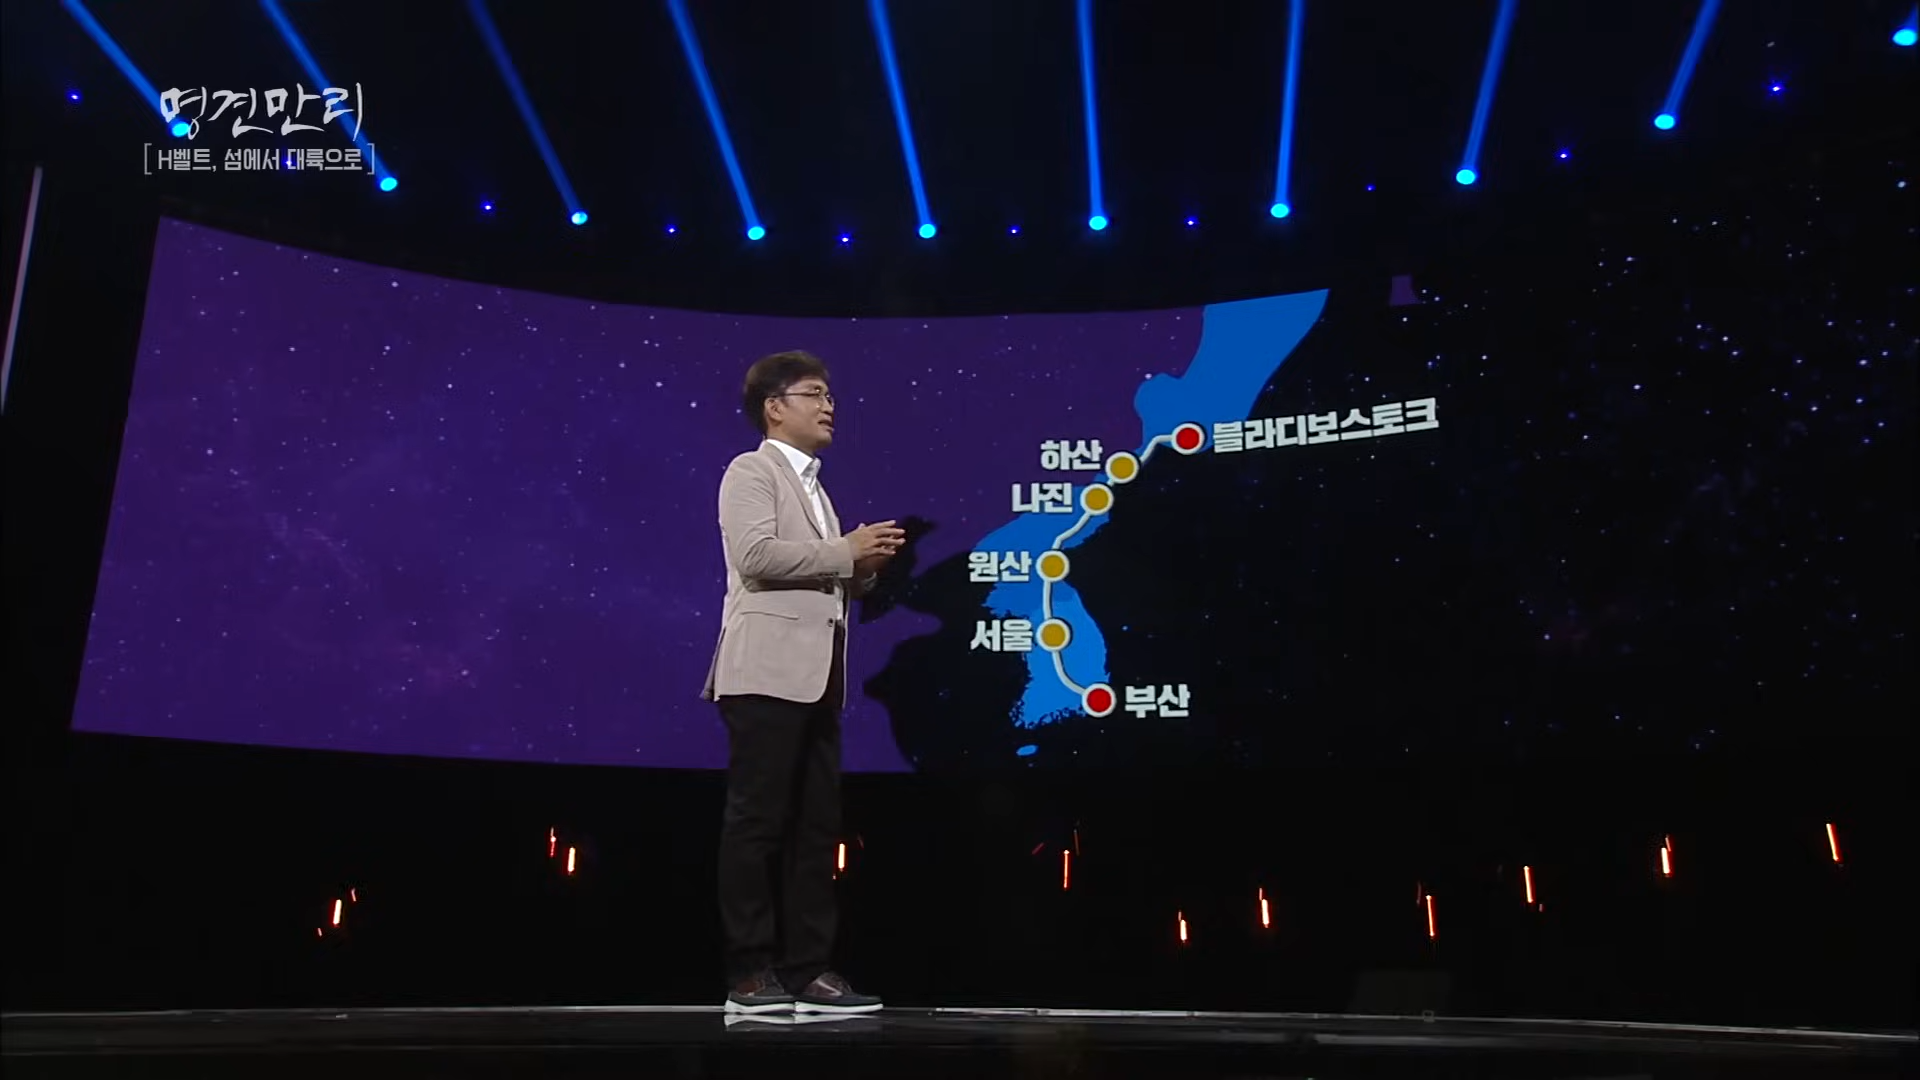 명견만리
[H벨트, 섬에서 대륙으로]
블라디보스토크
하산
나진
원산
서울
부산